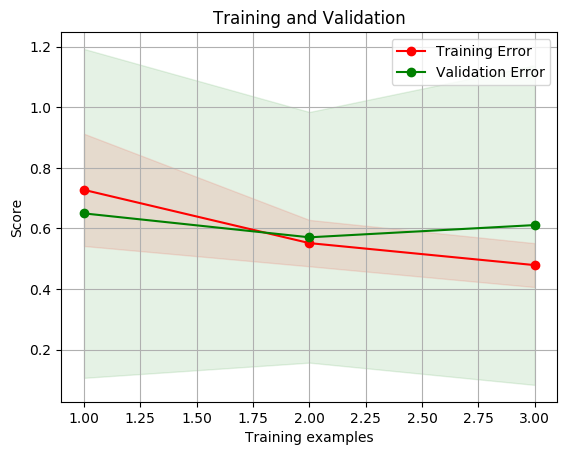 Training and Validation
Training Error
Validation Error
Score
1.2
1.0
0.8
0.6
0.4
0.2
1.00 1.25 1.50 1.75 2.00 2.25 2.50 2.75 3.00
Training examples